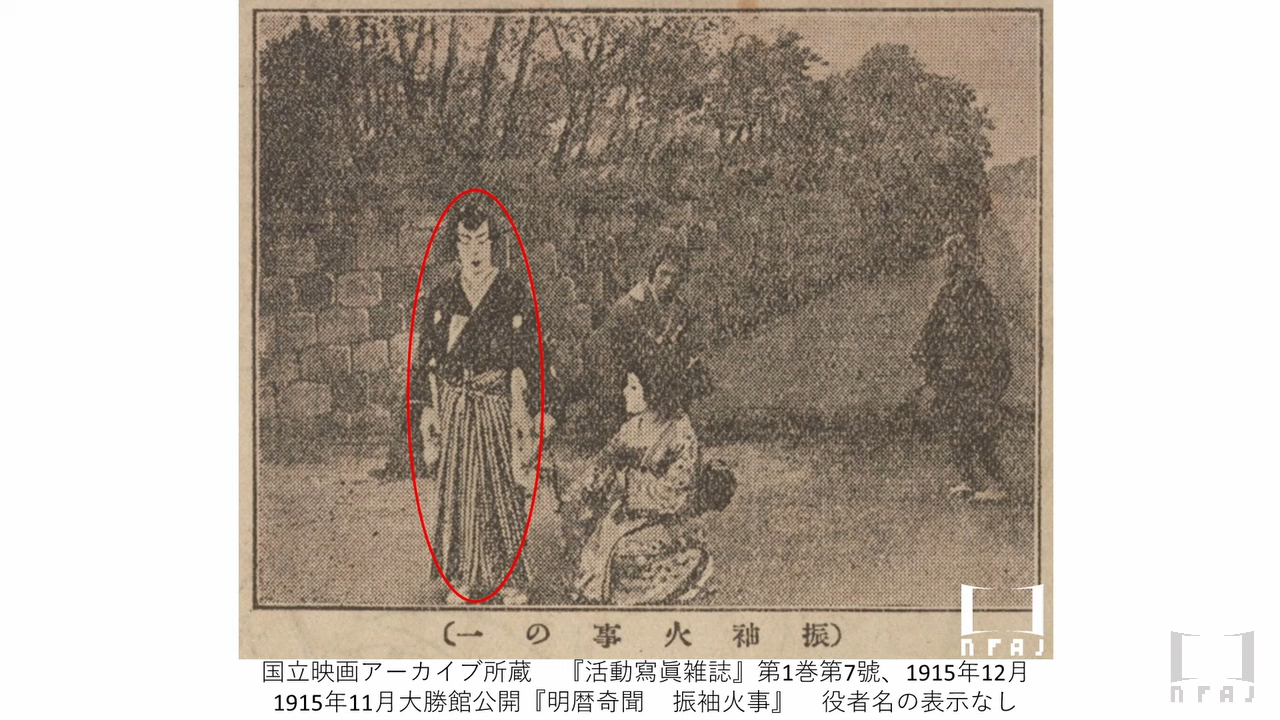 (振袖火事の一)
NFAJ
国立映画アーカイブ所蔵　『活動寫眞雑誌』第1巻第7號、1915年12月
1915年11月大勝館公開『明暦奇聞　振袖火事』　役者名の表示なし
NFAJ